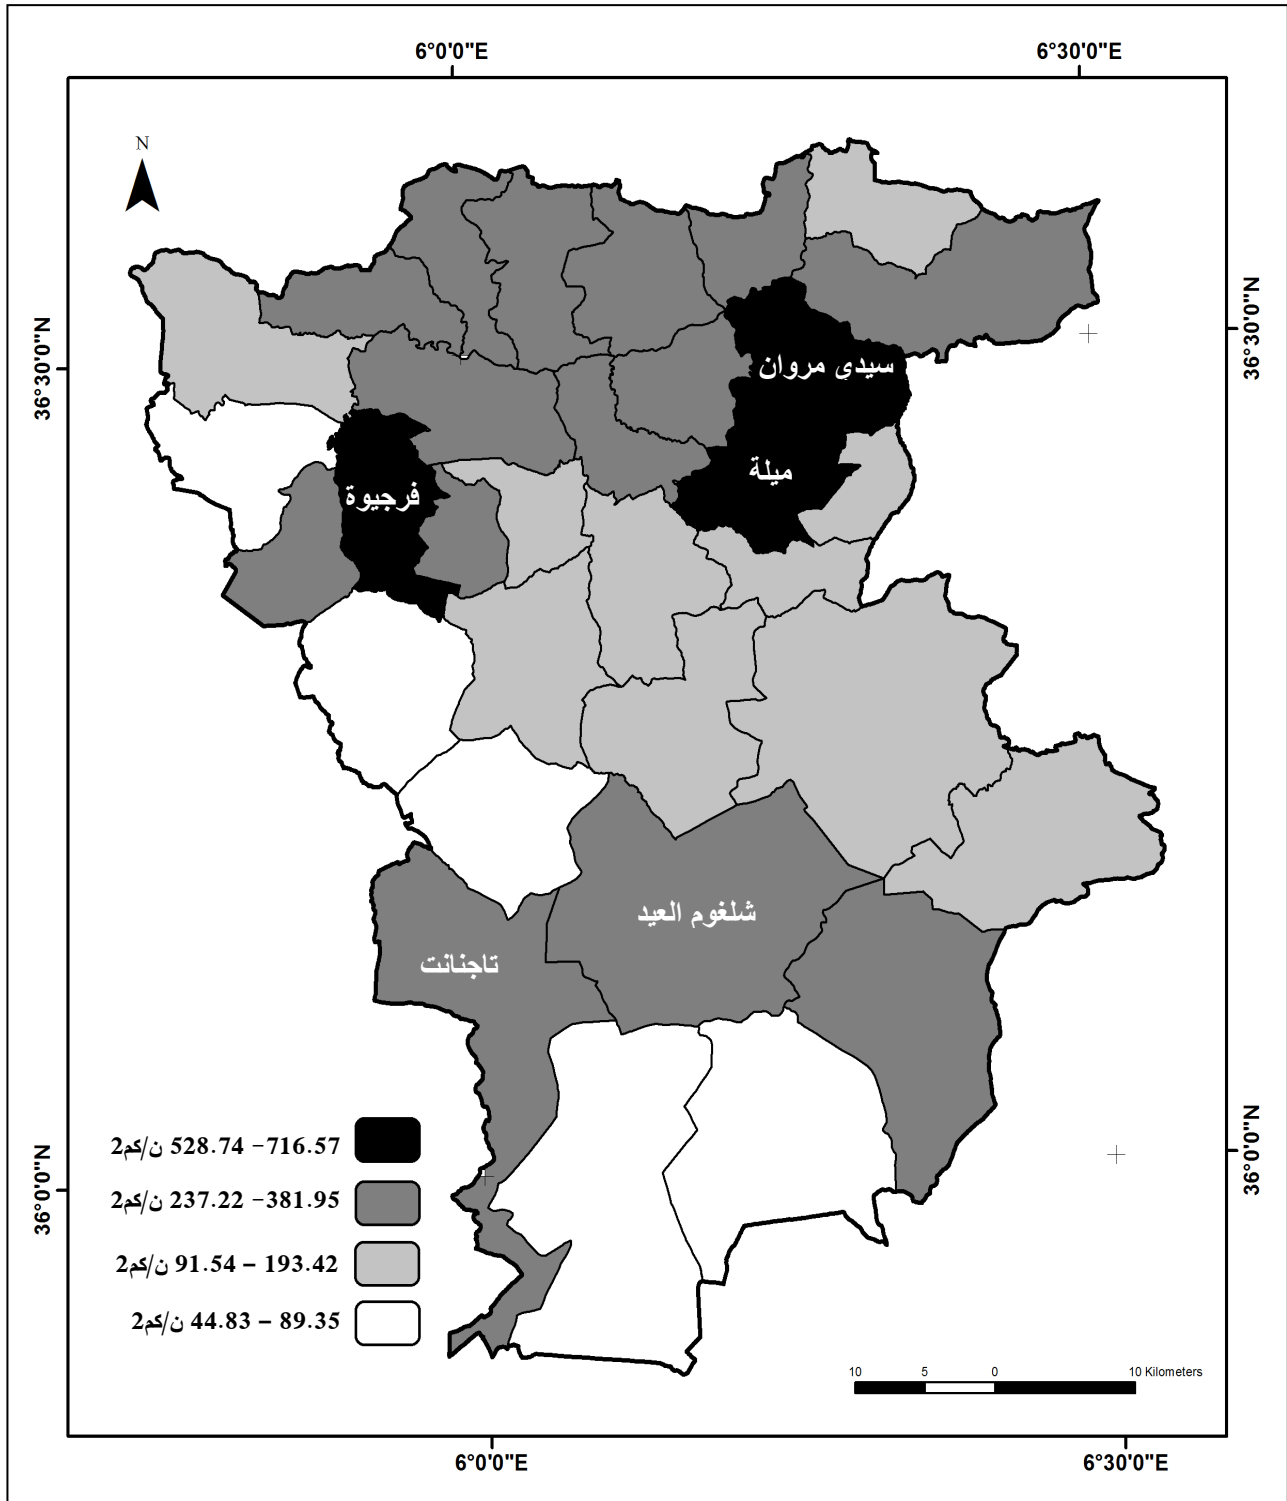 6°0'0"E
6°30'0"E
N
36°30'0"N
36°30'0"N
سيدي مروان
ميلة
فرجيوة
شلغوم العيد
تاجنانت
528.74 -716.57 ن/كم2
237.22 -381.95 ن/كم2
91.54 - 193.42 ن/كم2
44.83 - 89.35 ن/كم2
36°0'0"N
36°0'0"N
10 5 0 10 Kilometers
6°0'0"E
6°30'0"E